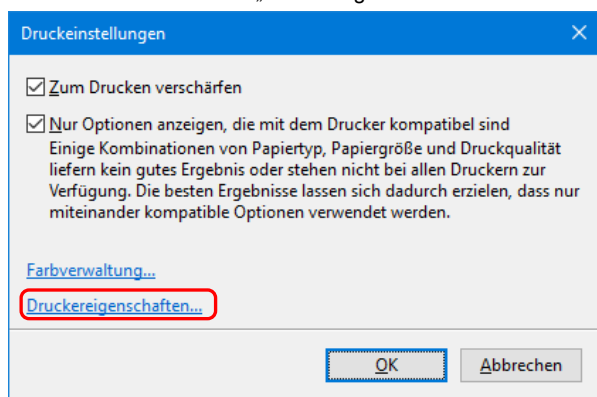 Druckeinstellungen
Zum Drucken verschärfen
Nur Optionen anzeigen, die mit dem Drucker kompatibel sind
Einige Kombinationen von Papiertyp, Papiergröße und Druckqualität
liefern kein gutes Ergebnis oder stehen nicht bei allen Druckern zur
Verfügung. Die besten Ergebnisse lassen sich dadurch erzielen, dass nur
miteinander kompatible Optionen verwendet werden.
Farbverwaltung...
Druckereigenschaften...
OK
Abbrechen